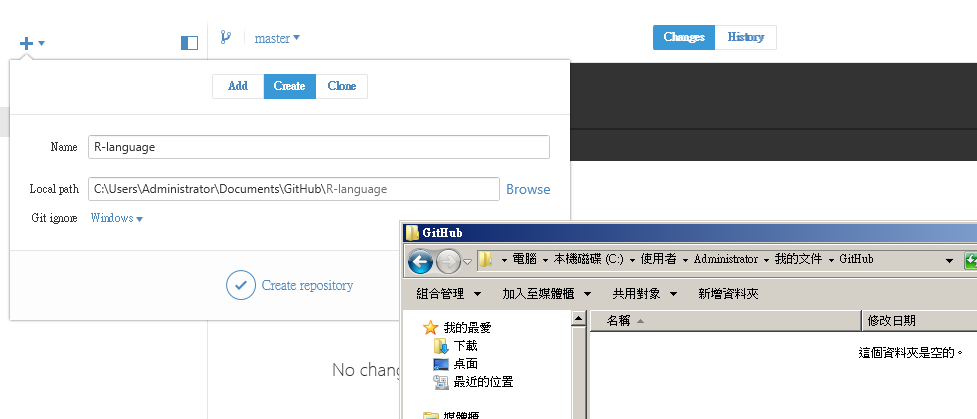 master
Changes
History
Add
Create
Clone
Name
R-language
Local path
C:\Users\Administrator\Documents\GitHub\R-language
Browse
Git ignore
Windows
Create repository
GitHub
電腦 本機磁碟 (C:) 使用者 Administrator 我的文件 GitHub
組合管理 加入至媒體櫃 共用對象 新增資料夾
我的最愛
下載
桌面
最近的位置
媒體櫃
名稱 修改日期
這個資料夾是空的。
No chang